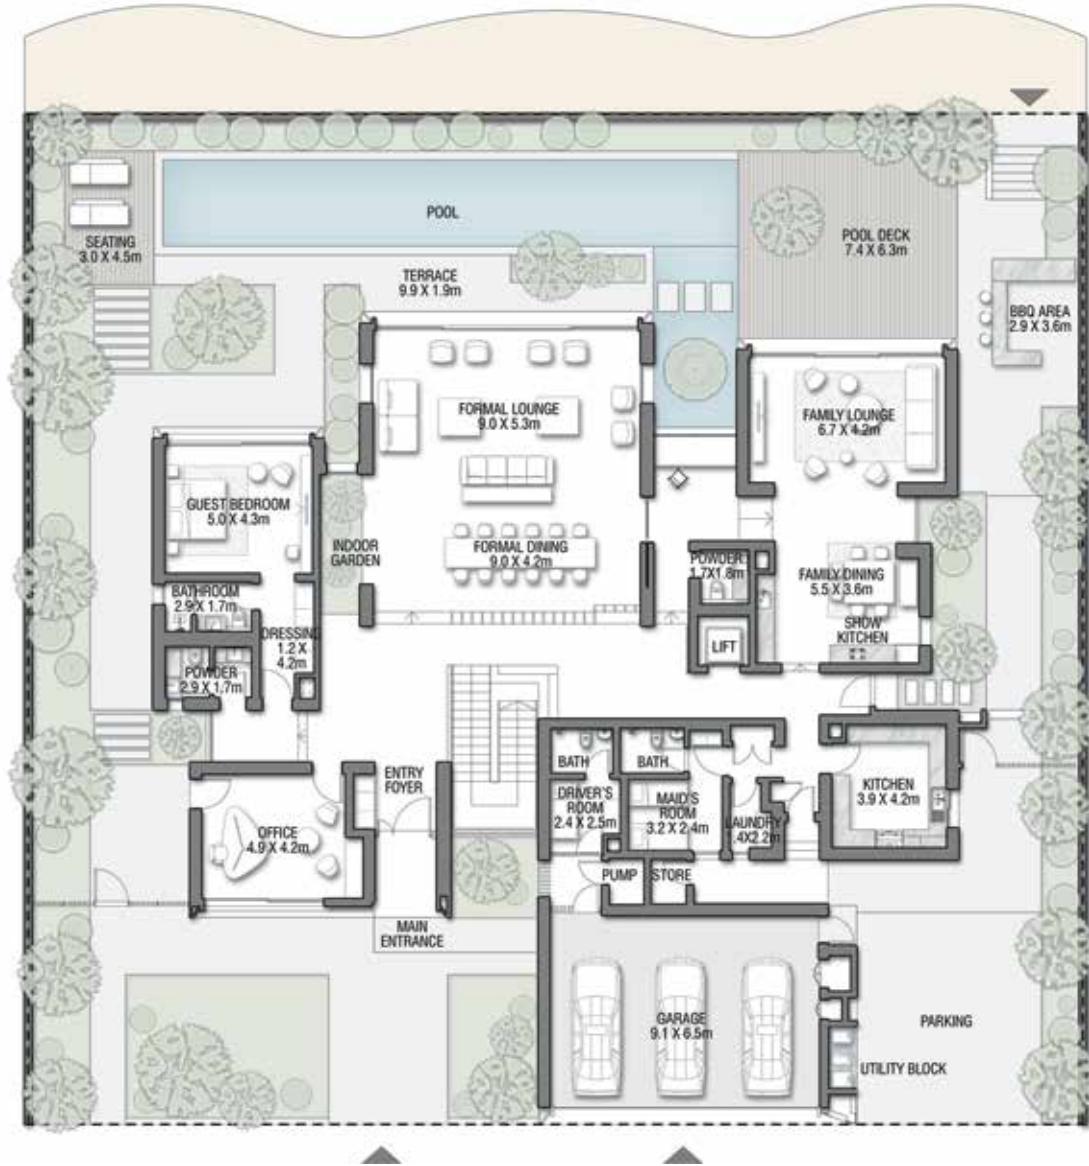 POOL
SEATING
3.0 X 4.5m
POOL DECK
7.4 X 6.3m
TERRACE
9.9 X 1.9m
BBQ AREA
2.9 X 3.6m
FORMAL LOUNGE
9.0 X 5.3m
FAMILY LOUNGE
6.7 X 4.2m
GUEST BEDROOM
5.0 X 4.3m
INDOOR
GARDEN
FORMAL DINING
9.0 X 4.2m
POWDER
1.7X1.8m
FAMILY DINING
5.5 X 3.6m
BATHROOM
2.9 X 1.7m
SHOW
KITCHEN
DRESSING
1.2 X
4.2m
LIFT
POWDER
2.9 X 1.7m
ENTRY
FOYER
BATH
BATH
DRIVER'S
ROOM
2.4 X 2.5m
MAID'S
ROOM
3.2 X 2.4m
LAUNDRY
.4X2.2m
KITCHEN
3.9 X 4.2m
OFFICE
4.9 X 4.2m
PUMP
STORE
MAIN
ENTRANCE
GARAGE
9.1 X 6.5m
PARKING
UTILITY BLOCK